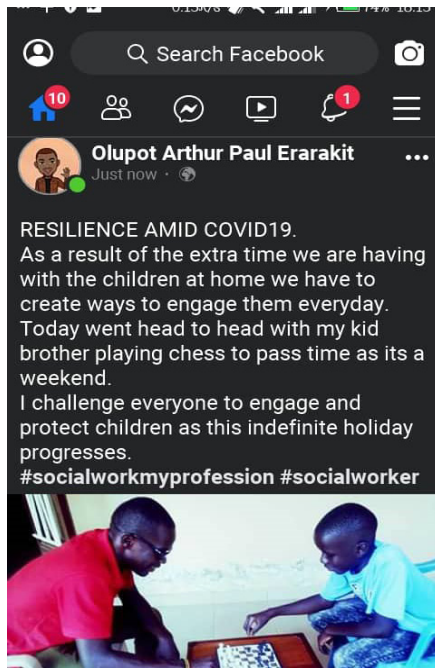 74% 18:13
Search Facebook
10
1
Olupot Arthur Paul Erarakit
Just now ·
RESILIENCE AMID COVID19.
As a result of the extra time we are having
with the children at home we have to
create ways to engage them everyday.
Today went head to head with my kid
brother playing chess to pass time as its a
weekend.
I challenge everyone to engage and
protect children as this indefinite holiday
progresses.
#socialworkmyprofession #socialworker